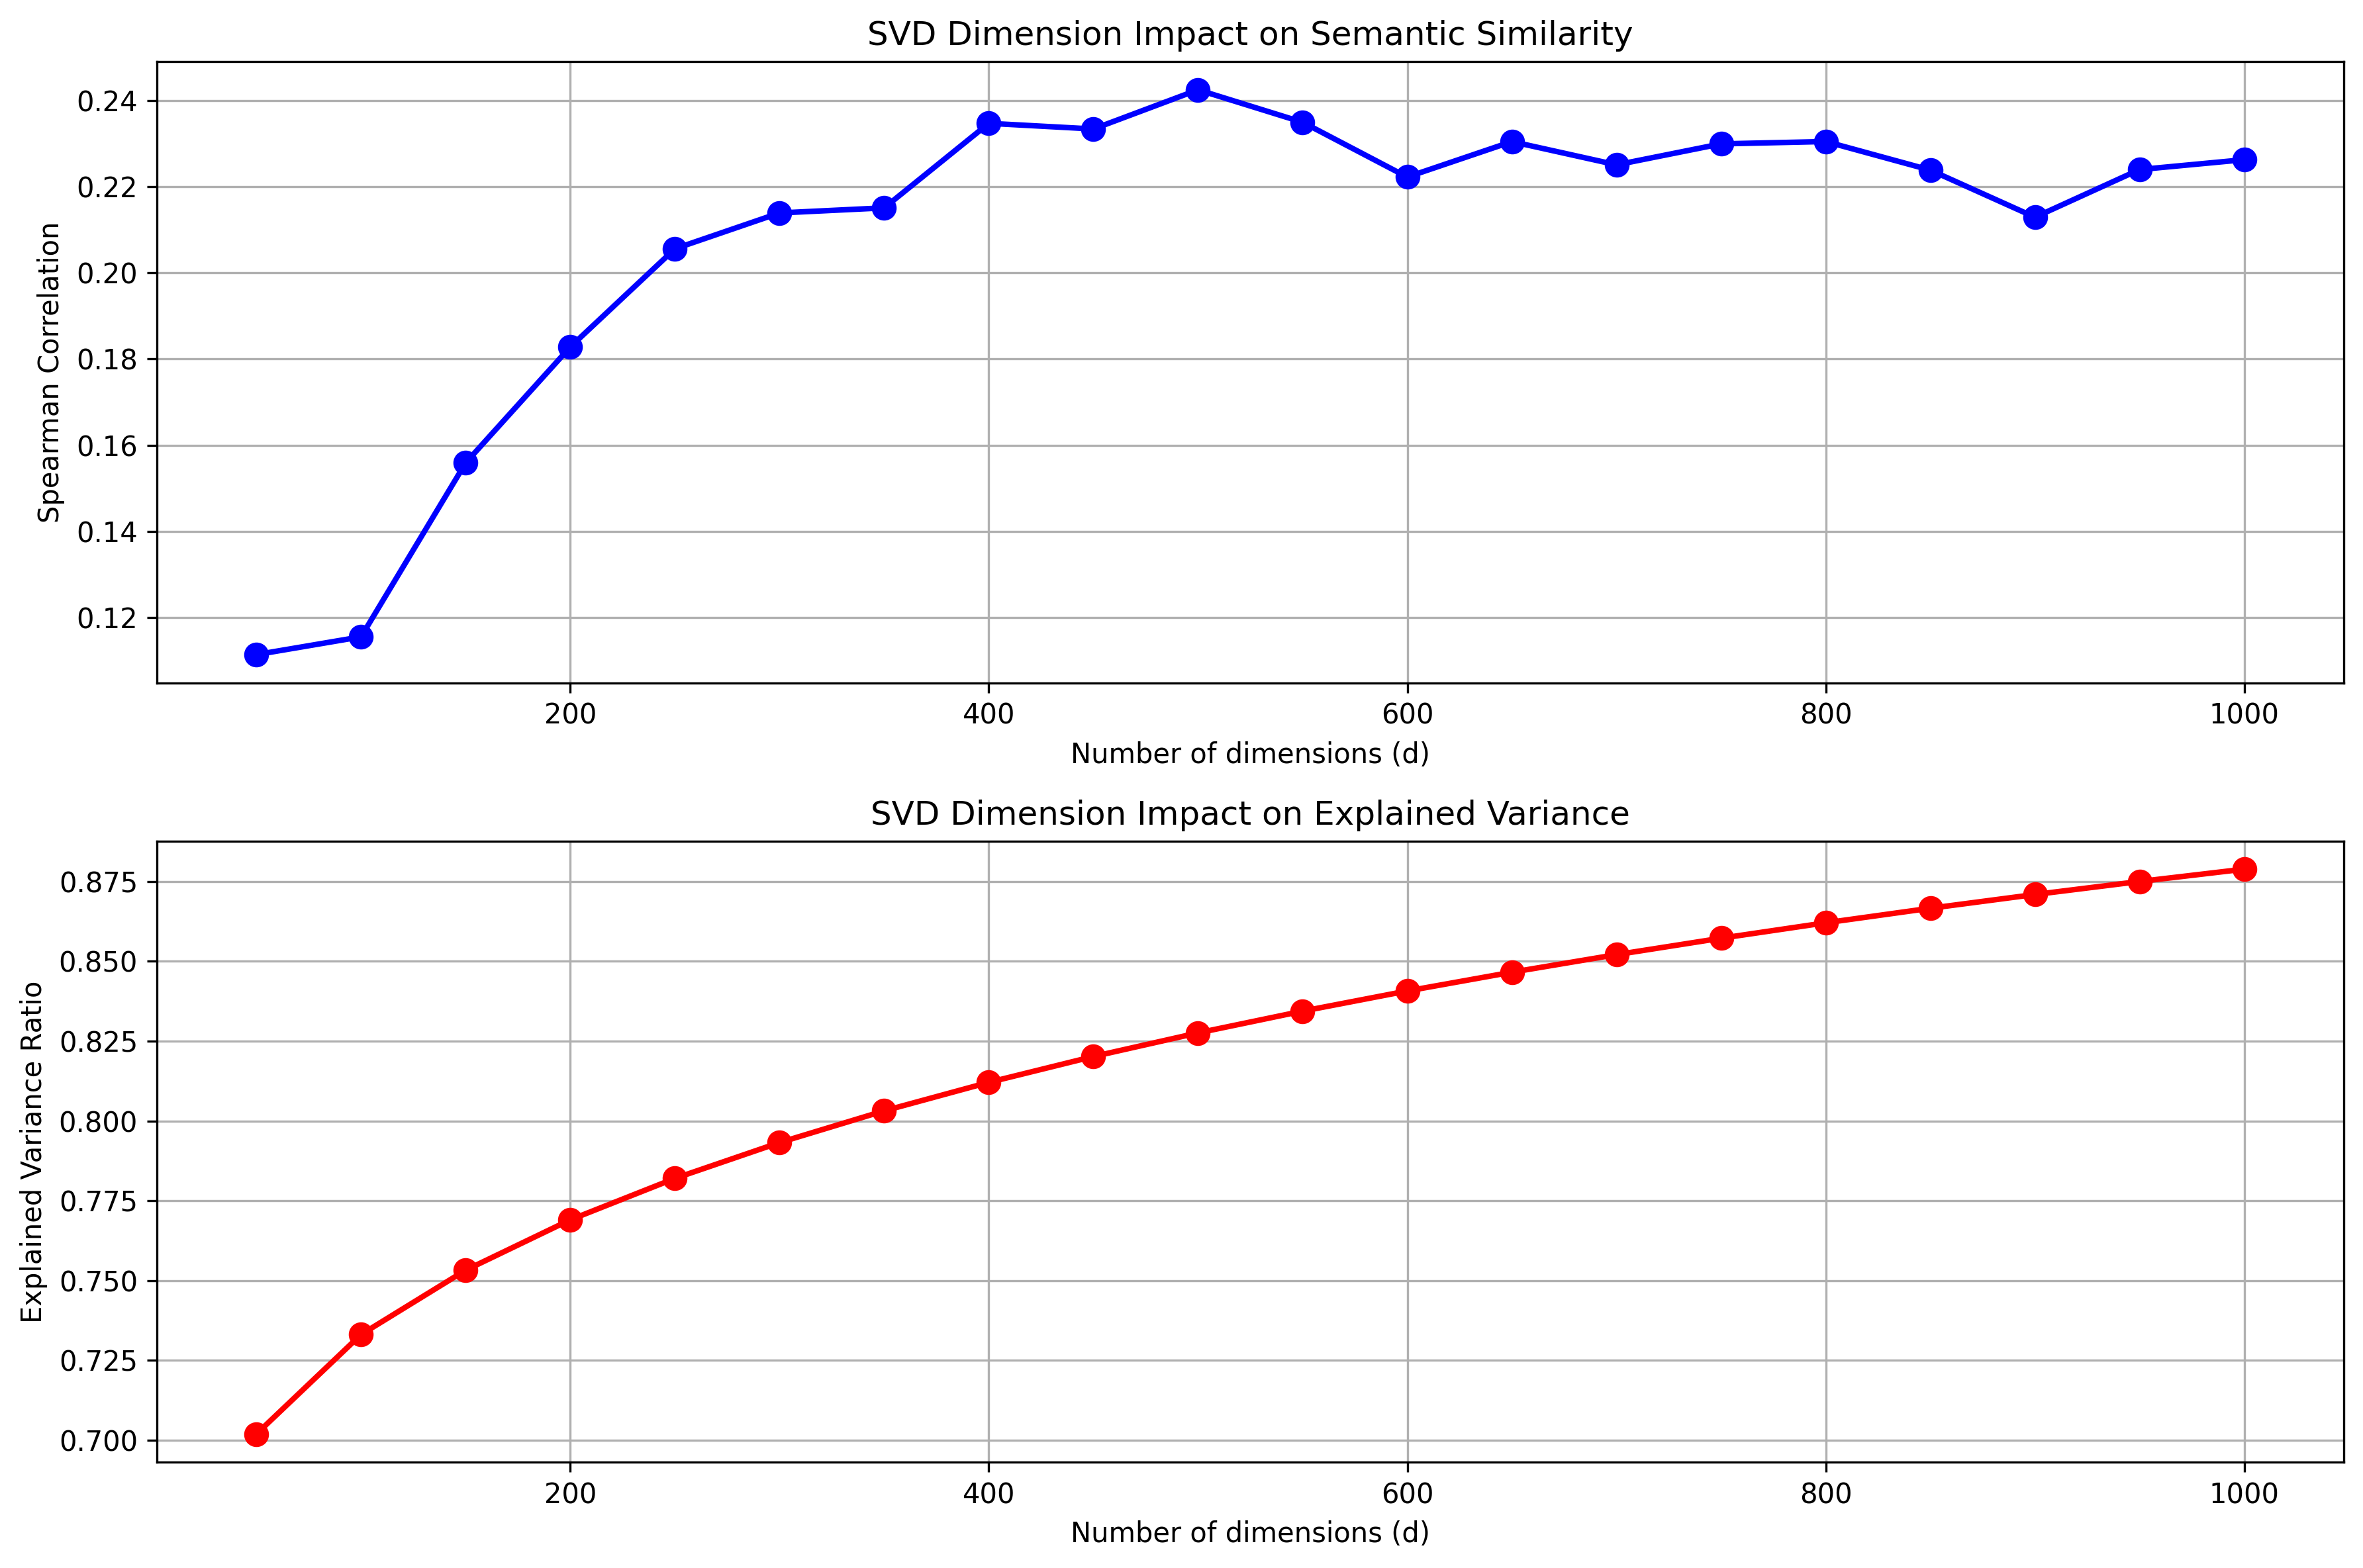 SVD Dimension Impact on Semantic Similarity
Spearman Correlation
0.24
0.22
0.20
0.18
0.16
0.14
0.12
200 400 600 800 1000
Number of dimensions (d)
SVD Dimension Impact on Explained Variance
Explained Variance Ratio
0.875
0.850
0.825
0.800
0.775
0.750
0.725
0.700
200 400 600 800 1000
Number of dimensions (d)